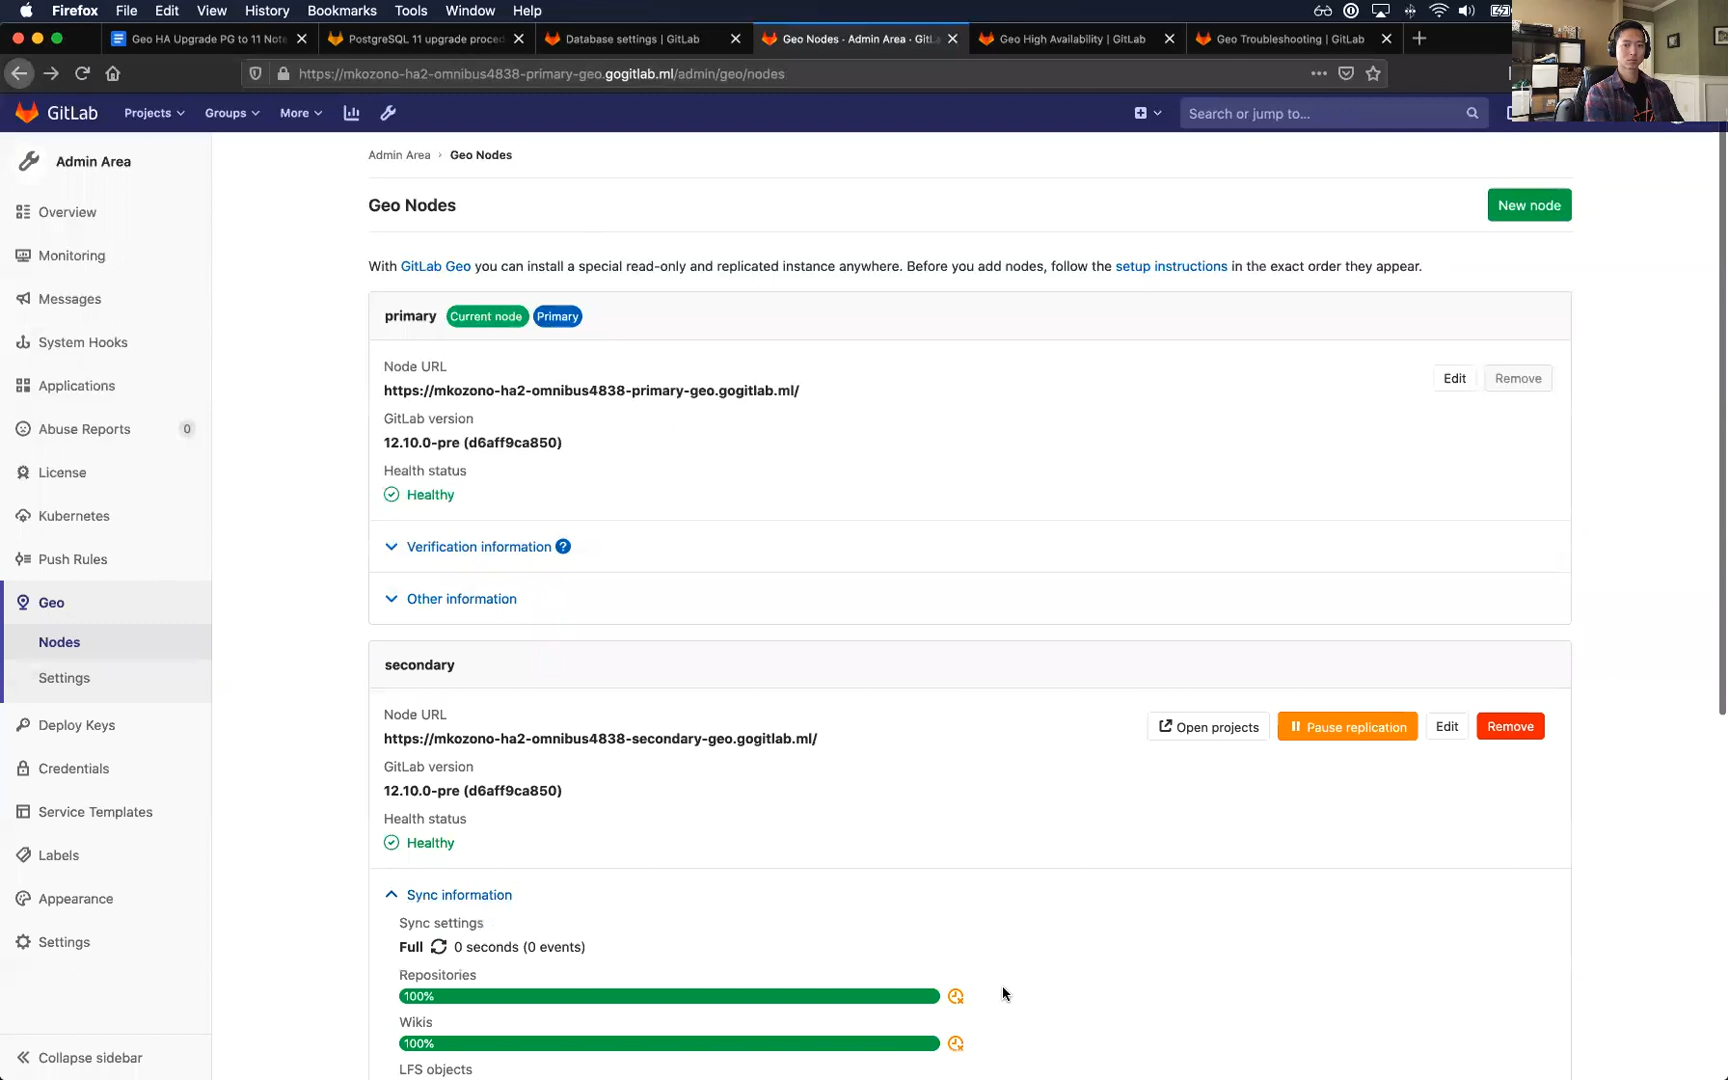 Firefox File Edit View History Bookmarks Tools Window Help
Geo HA Upgrade PG to 11 Note
PostgreSQL 11 upgrade proced
Database settings | GitLab
Geo Nodes - Admin Area · GitLa
Geo High Availability | GitLab
Geo Troubleshooting | GitLab
https://mkozono-ha2-omnibus4838-primary-geo.gogitlab.ml/admin/geo/nodes
GitLab Projects Groups More Search or jump to...
Admin Area
Overview
Monitoring
Messages
System Hooks
Applications
Abuse Reports 0
License
Kubernetes
Push Rules
Geo
Nodes
Settings
Deploy Keys
Credentials
Service Templates
Labels
Appearance
Settings
Collapse sidebar
Admin Area › Geo Nodes
Geo Nodes
New node
With GitLab Geo you can install a special read-only and replicated instance anywhere. Before you add nodes, follow the setup instructions in the exact order they appear.
primary Current node Primary
Node URL
https://mkozono-ha2-omnibus4838-primary-geo.gogitlab.ml/
Edit Remove
GitLab version
12.10.0-pre (d6aff9ca850)
Health status
Healthy
Verification information ?
Other information
secondary
Node URL
https://mkozono-ha2-omnibus4838-secondary-geo.gogitlab.ml/
Open projects Pause replication Edit Remove
GitLab version
12.10.0-pre (d6aff9ca850)
Health status
Healthy
Sync information
Sync settings
Full 0 seconds (0 events)
Repositories
100%
Wikis
100%
LFS objects